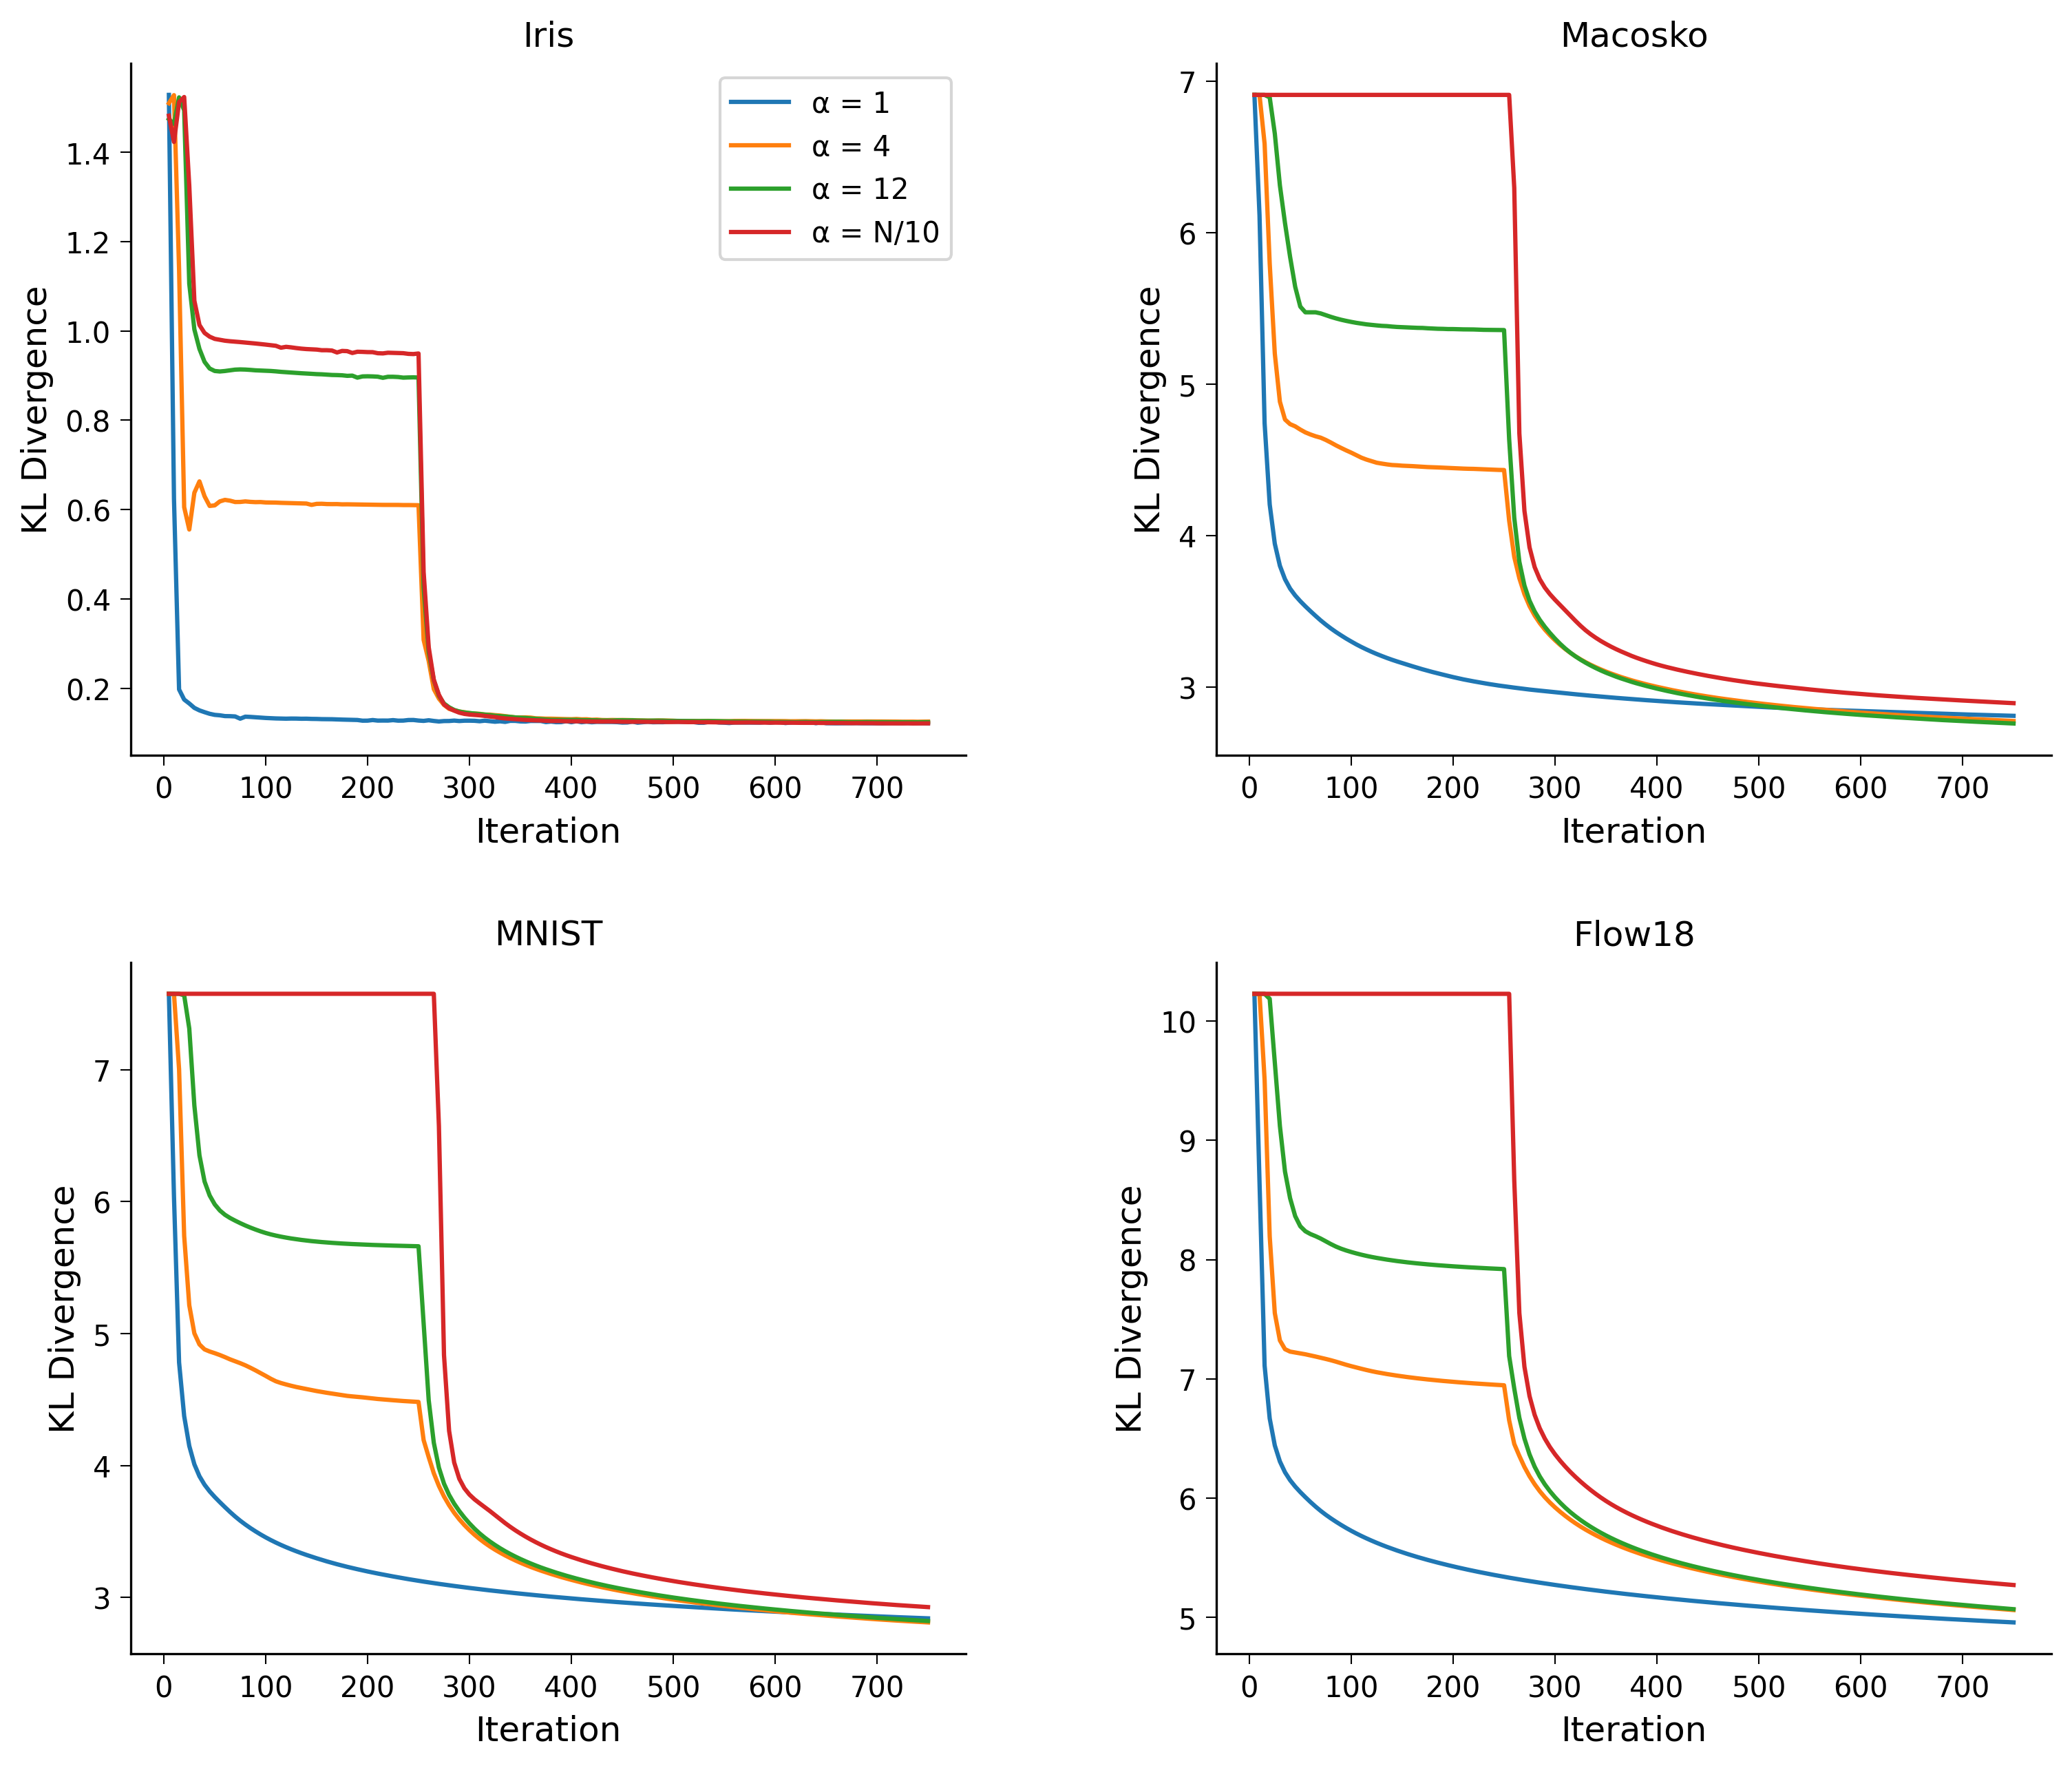 Iris
KL Divergence
1.4
1.2
1.0
0.8
0.6
0.4
0.2
α = 1
α = 4
α = 12
α = N/10
0 100 200 300 400 500 600 700
Iteration
Macosko
KL Divergence
7
6
5
4
3
0 100 200 300 400 500 600 700
Iteration
MNIST
KL Divergence
7
6
5
4
3
0 100 200 300 400 500 600 700
Iteration
Flow18
KL Divergence
10
9
8
7
6
5
0 100 200 300 400 500 600 700
Iteration